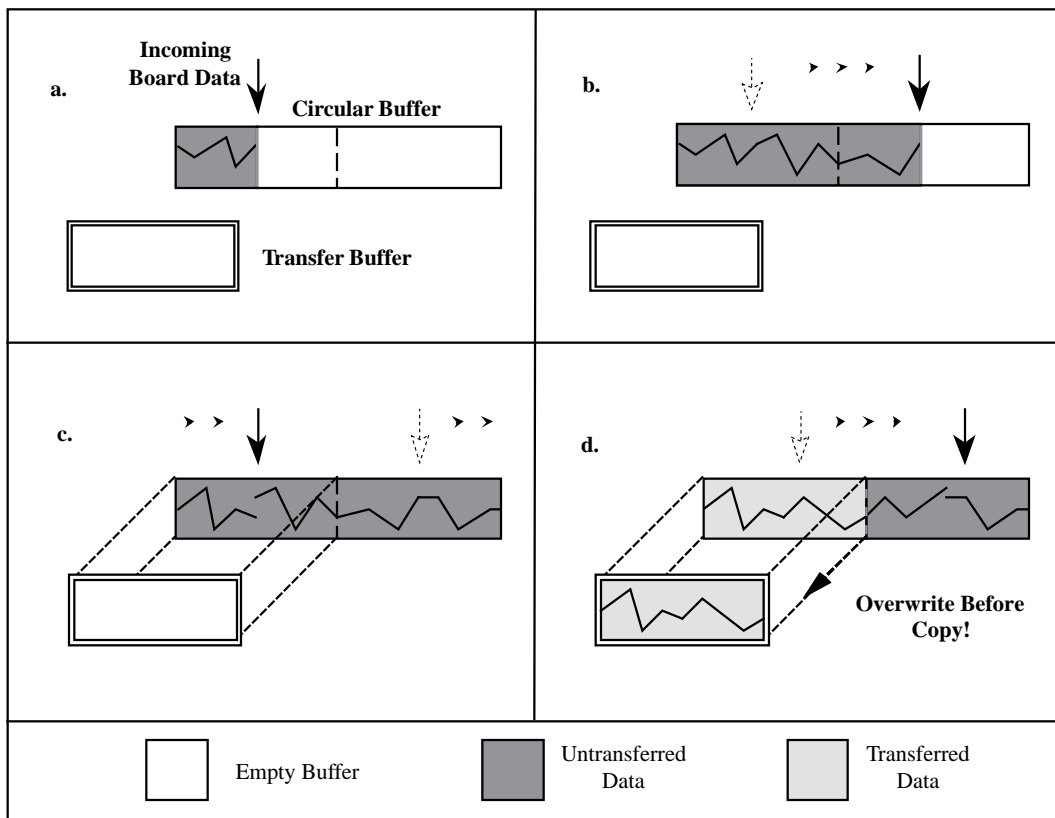 a.
Incoming
Board Data
Circular Buffer
Transfer Buffer
b.
c.
d.
Overwrite Before
Copy!
Empty Buffer
Untransferred
Data
Transferred
Data